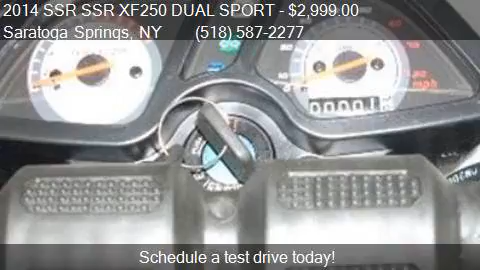 2014 SSR SSR XF250 DUAL SPORT - $2,999.00
Saratoga Springs, NY (518) 587-2277
mph
Schedule a test drive today!